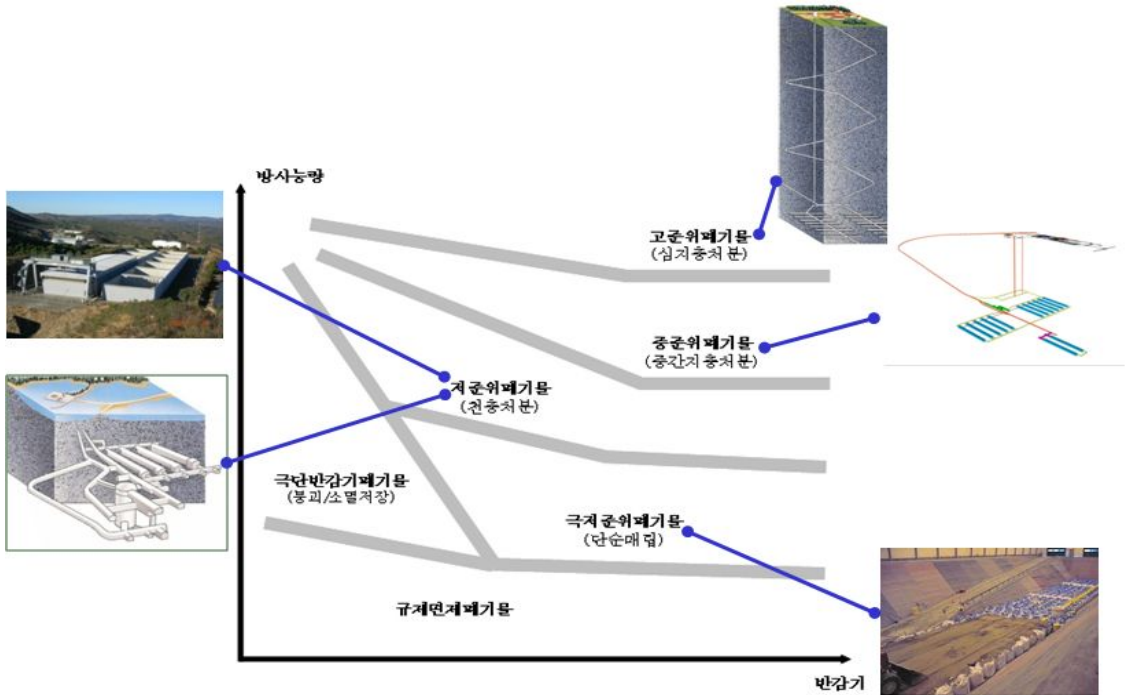 방사능량
고준위폐기물
(심지층처분)
중준위폐기물
(중간지층처분)
저준위폐기물
(천층처분)
극단반감기폐기물
(붕괴/소멸저장)
극저준위폐기물
(단순매립)
규제면제폐기물
반감기